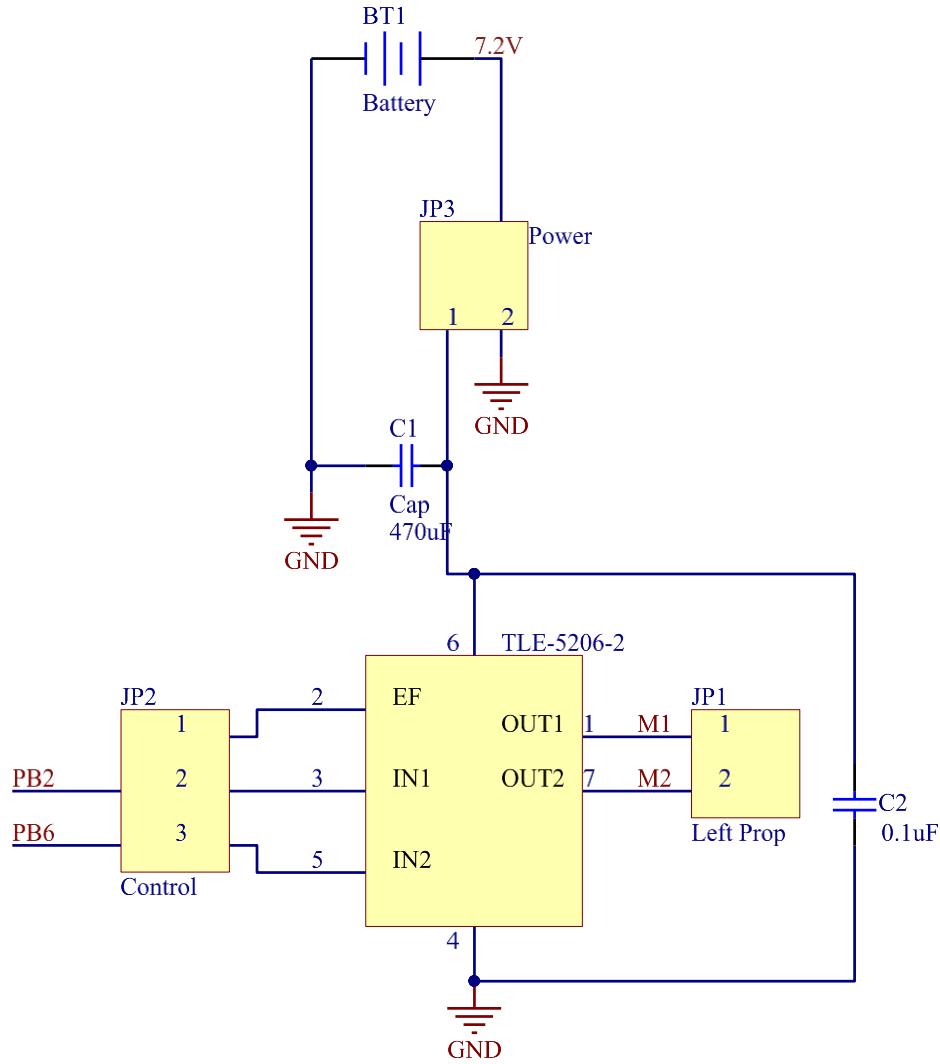 BT1
7.2V
Battery
JP3
Power
1 2
GND
C1
Cap
470uF
GND
6 TLE-5206-2
JP2
1
2
3
PB2
PB6
Control
2
3
5
EF
IN1
IN2
OUT1
OUT2
1
7
M1
M2
JP1
1
2
Left Prop
C2
0.1uF
4
GND